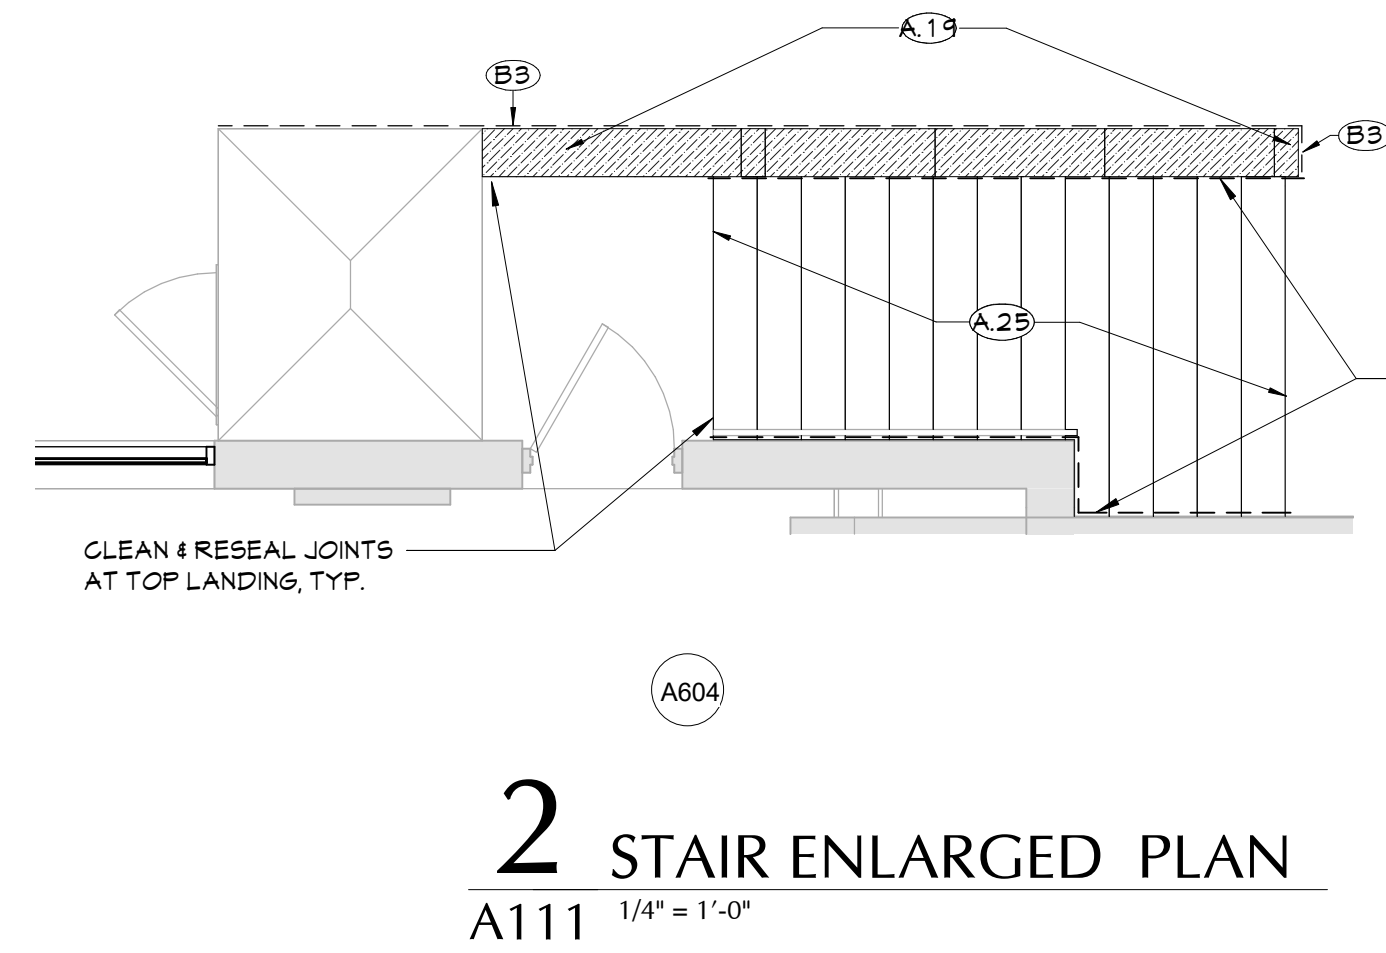 A.19
B3
B3
A.25
CLEAN & RESEAL JOINTS
AT TOP LANDING, TYP.
A604
2 STAIR ENLARGED PLAN
A111 1/4" = 1'-0"